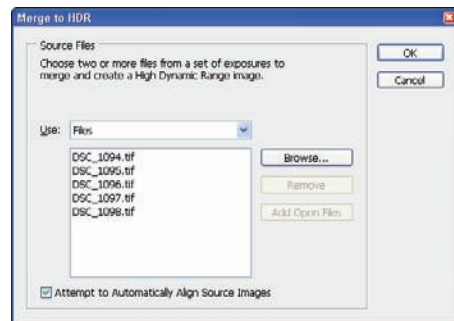 Merge to HDR
Source Files
Choose two or more files from a set of exposures to
merge and create a High Dynamic Range image.
OK
Cancel
Use: Files
DSC_1094.tif
DSC_1095.tif
DSC_1096.tif
DSC_1097.tif
DSC_1098.tif
Browse...
Remove
Add Open Files
Attempt to Automatically Align Source Images